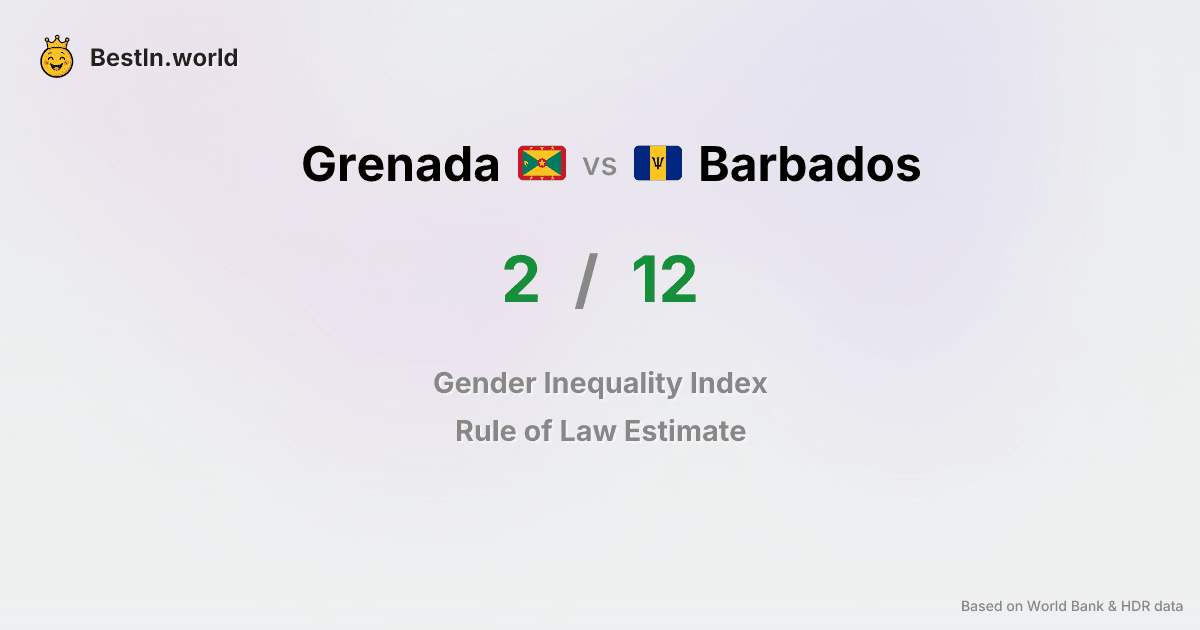 BestIn.world
Grenada vs Barbados
2 / 12
Gender Inequality Index
Rule of Law Estimate
Based on World Bank & HDR data